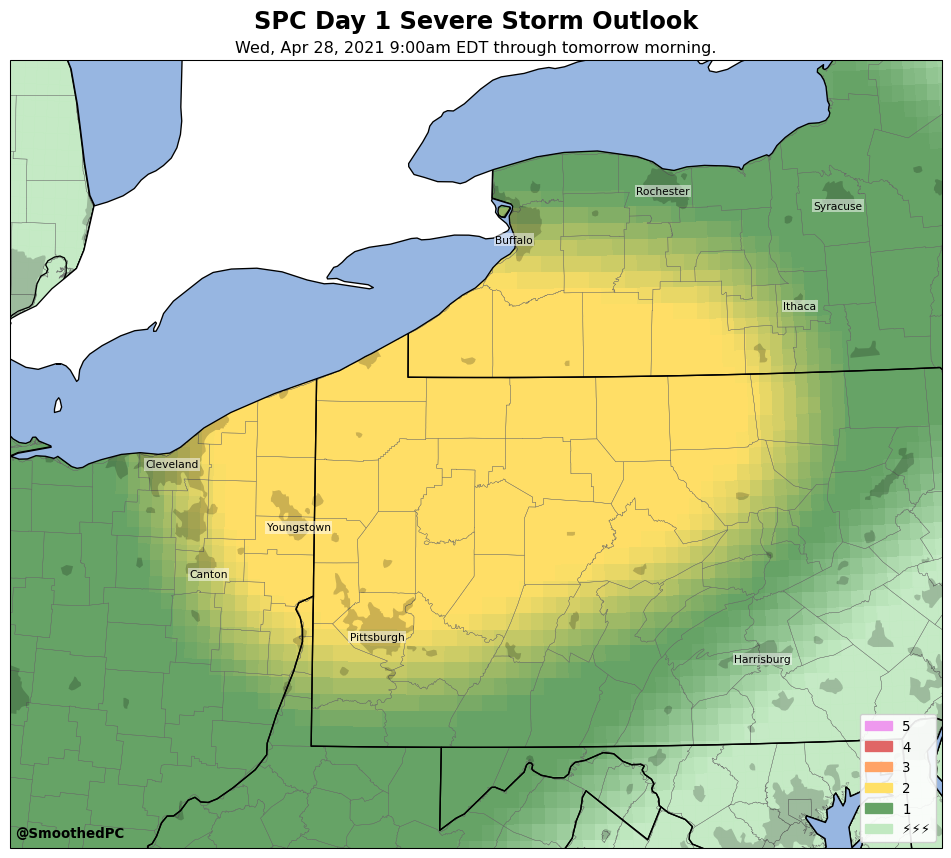 SPC Day 1 Severe Storm Outlook
Wed, Apr 28, 2021 9:00am EDT through tomorrow morning.
Rochester
Syracuse
Buffalo
Ithaca
Cleveland
Youngstown
Canton
Pittsburgh
Harrisburg
5
4
3
2
1
⚡⚡⚡
@SmoothedPC